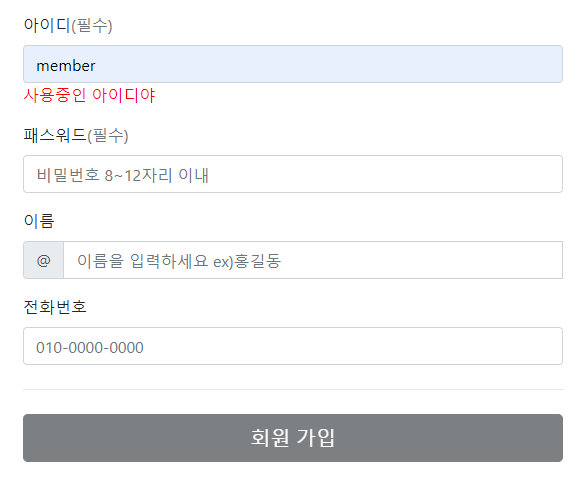 아이디(필수)
member
사용중인 아이디야
패스워드(필수)
비밀번호 8~12자리 이내
이름
@ 이름을 입력하세요 ex)홍길동
전화번호
010-0000-0000
회원 가입